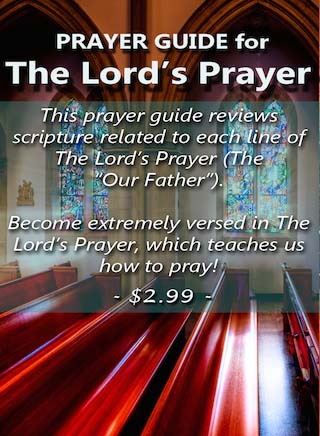 PRAYER GUIDE for
The Lord's Prayer
This prayer guide reviews
scripture related to each line of
The Lord's Prayer (The
"Our Father").
Become extremely versed in The
Lord's Prayer, which teaches us
how to pray!
- $2.99 -